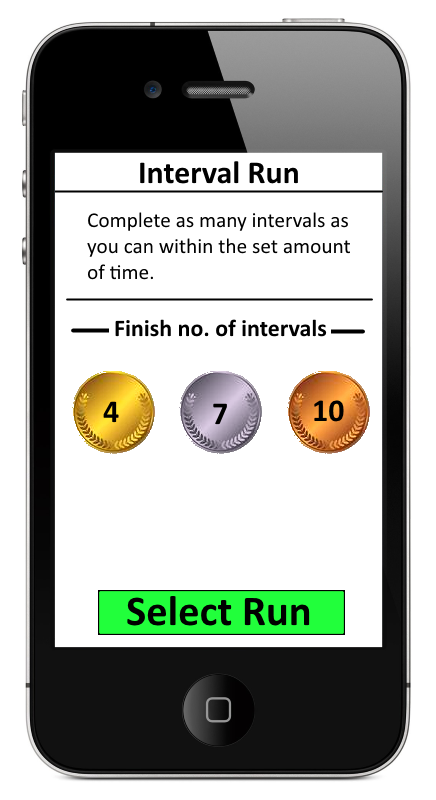 Interval Run
Complete as many intervals as
you can within the set amount
of time.
Finish no. of intervals
4 7 10
Select Run